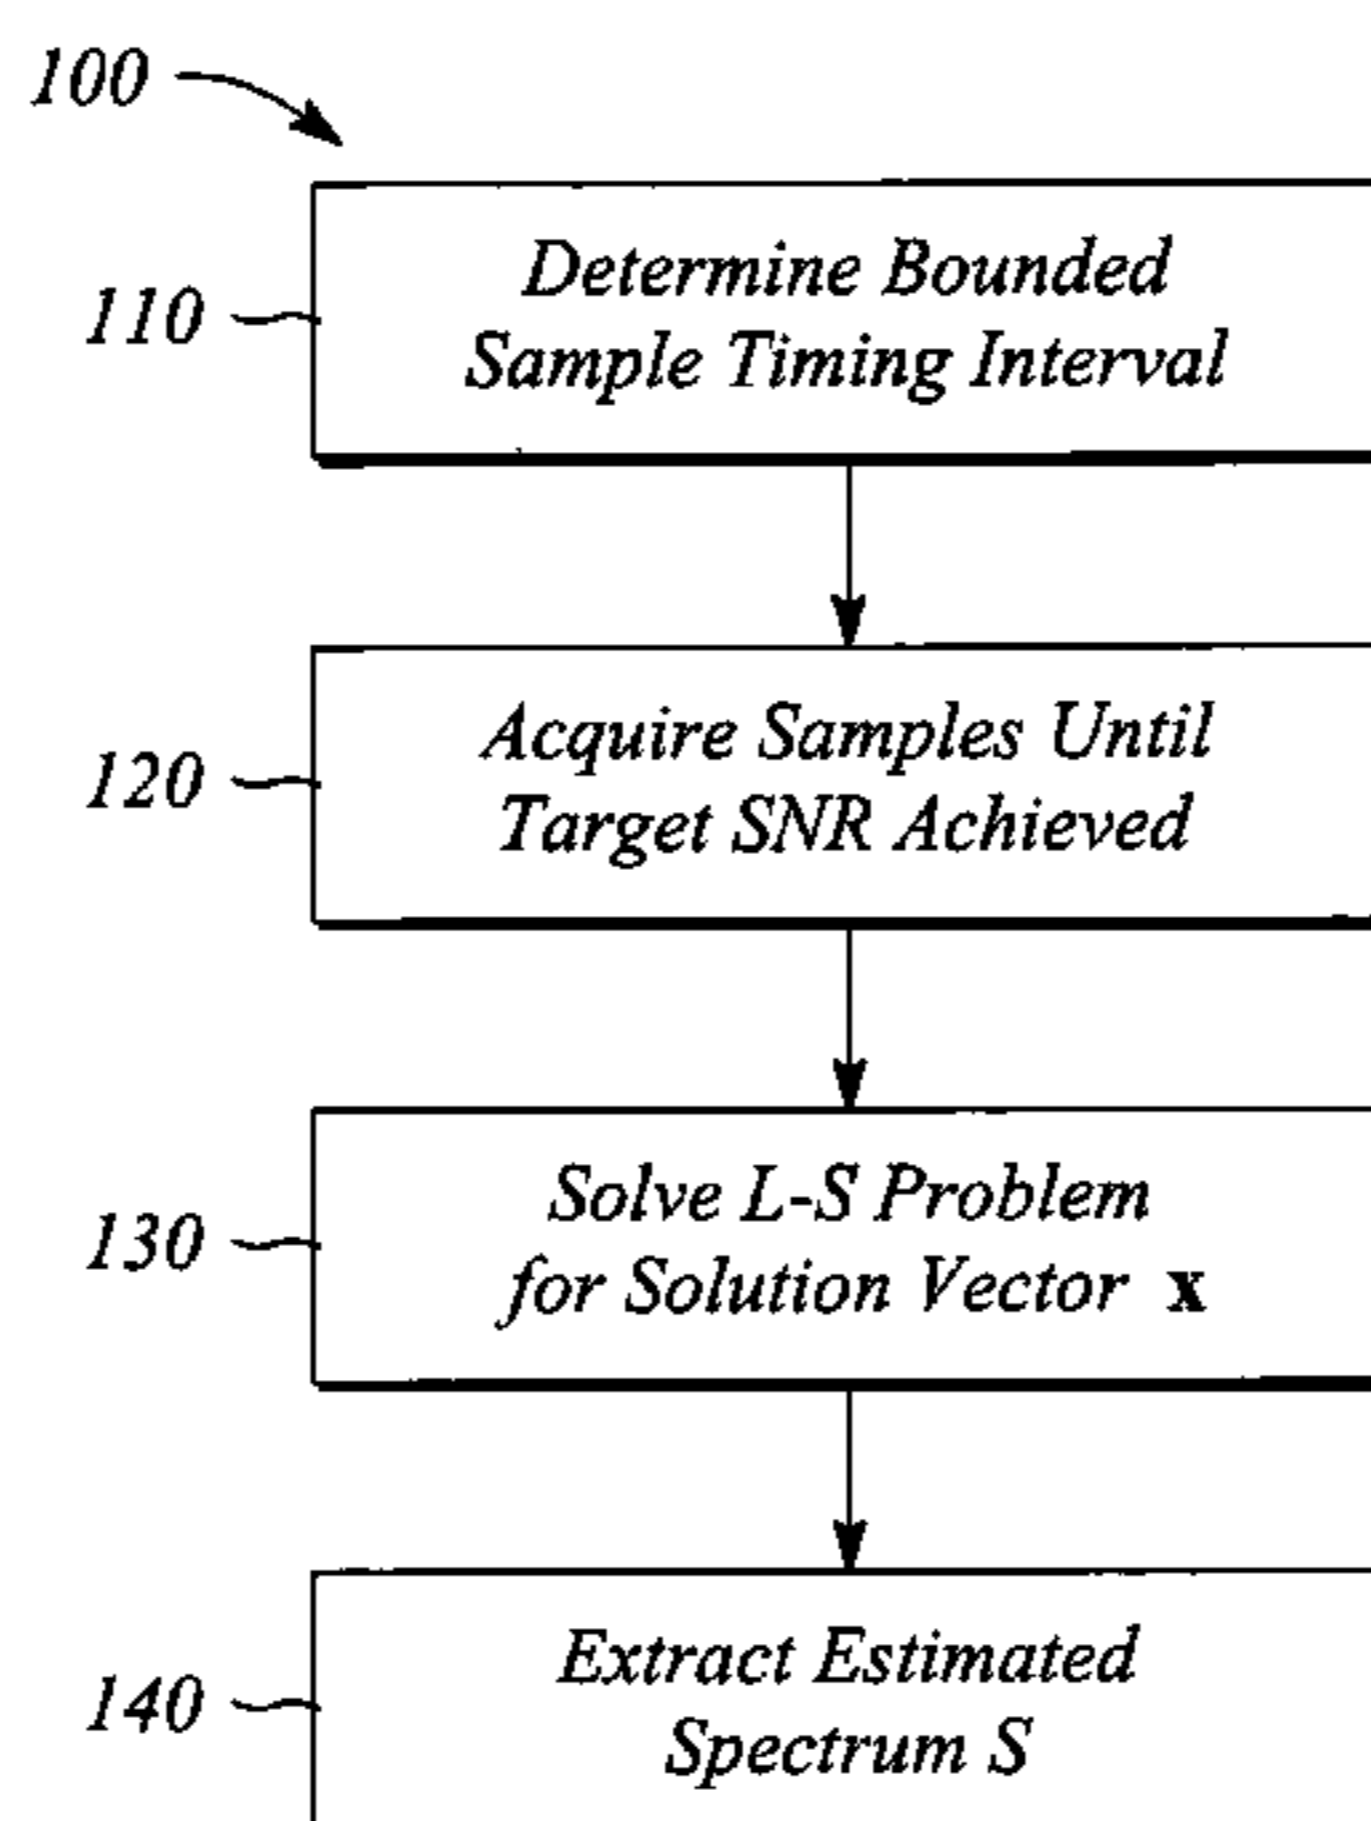 100
110
Determine Bounded
Sample Timing Interval
120
Acquire Samples Until
Target SNR Achieved
130
Solve L-S Problem
for Solution Vector x
140
Extract Estimated
Spectrum S